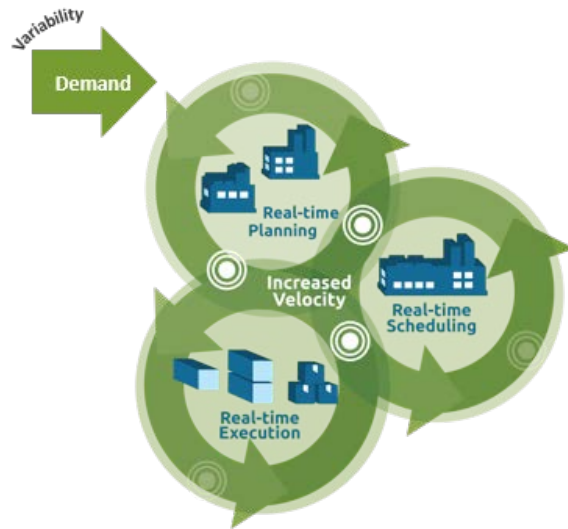 Variability
Demand
Real-time
Planning
Increased
Velocity
Real-time
Scheduling
Real-time
Execution